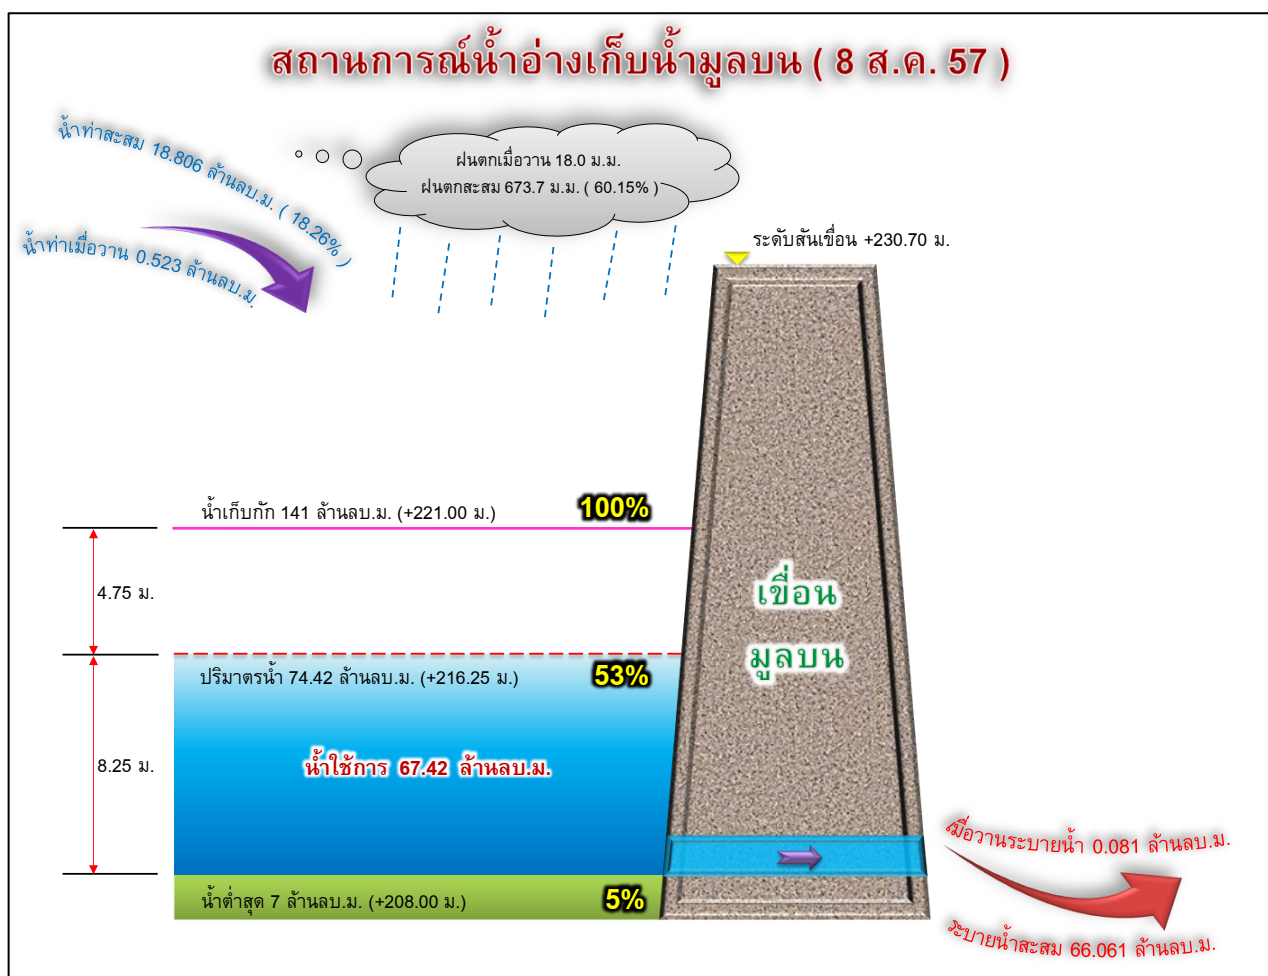 สถานการณ์น้ำอ่างเก็บน้ำมูลบน ( 8 ส.ค. 57 )
น้ำท่าสะสม 18.806 ล้านลบ.ม. ( 18.26% )
น้ำท่าเมื่อวาน 0.523 ล้านลบ.ม.
ฝนตกเมื่อวาน 18.0 ม.ม.
ฝนตกสะสม 673.7 ม.ม. ( 60.15% )
ระดับสันเขื่อน +230.70 ม.
น้ำเก็บกัก 141 ล้านลบ.ม. (+221.00 ม.) 100%
4.75 ม.
เขื่อน
มูลบน
ปริมาตรน้ำ 74.42 ล้านลบ.ม. (+216.25 ม.) 53%
8.25 ม.
น้ำใช้การ 67.42 ล้านลบ.ม.
เมื่อวานระบายน้ำ 0.081 ล้านลบ.ม.
น้ำต่ำสุด 7 ล้านลบ.ม. (+208.00 ม.) 5%
ระบายน้ำสะสม 66.061 ล้านลบ.ม.